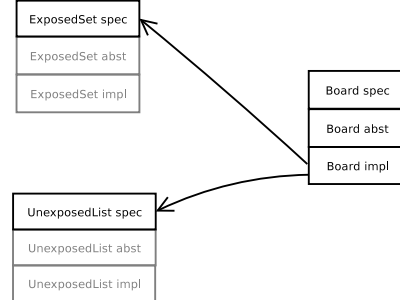 ExposedSet spec
ExposedSet abst
ExposedSet impl
Board spec
Board abst
Board impl
UnexposedList spec
UnexposedList abst
UnexposedList impl